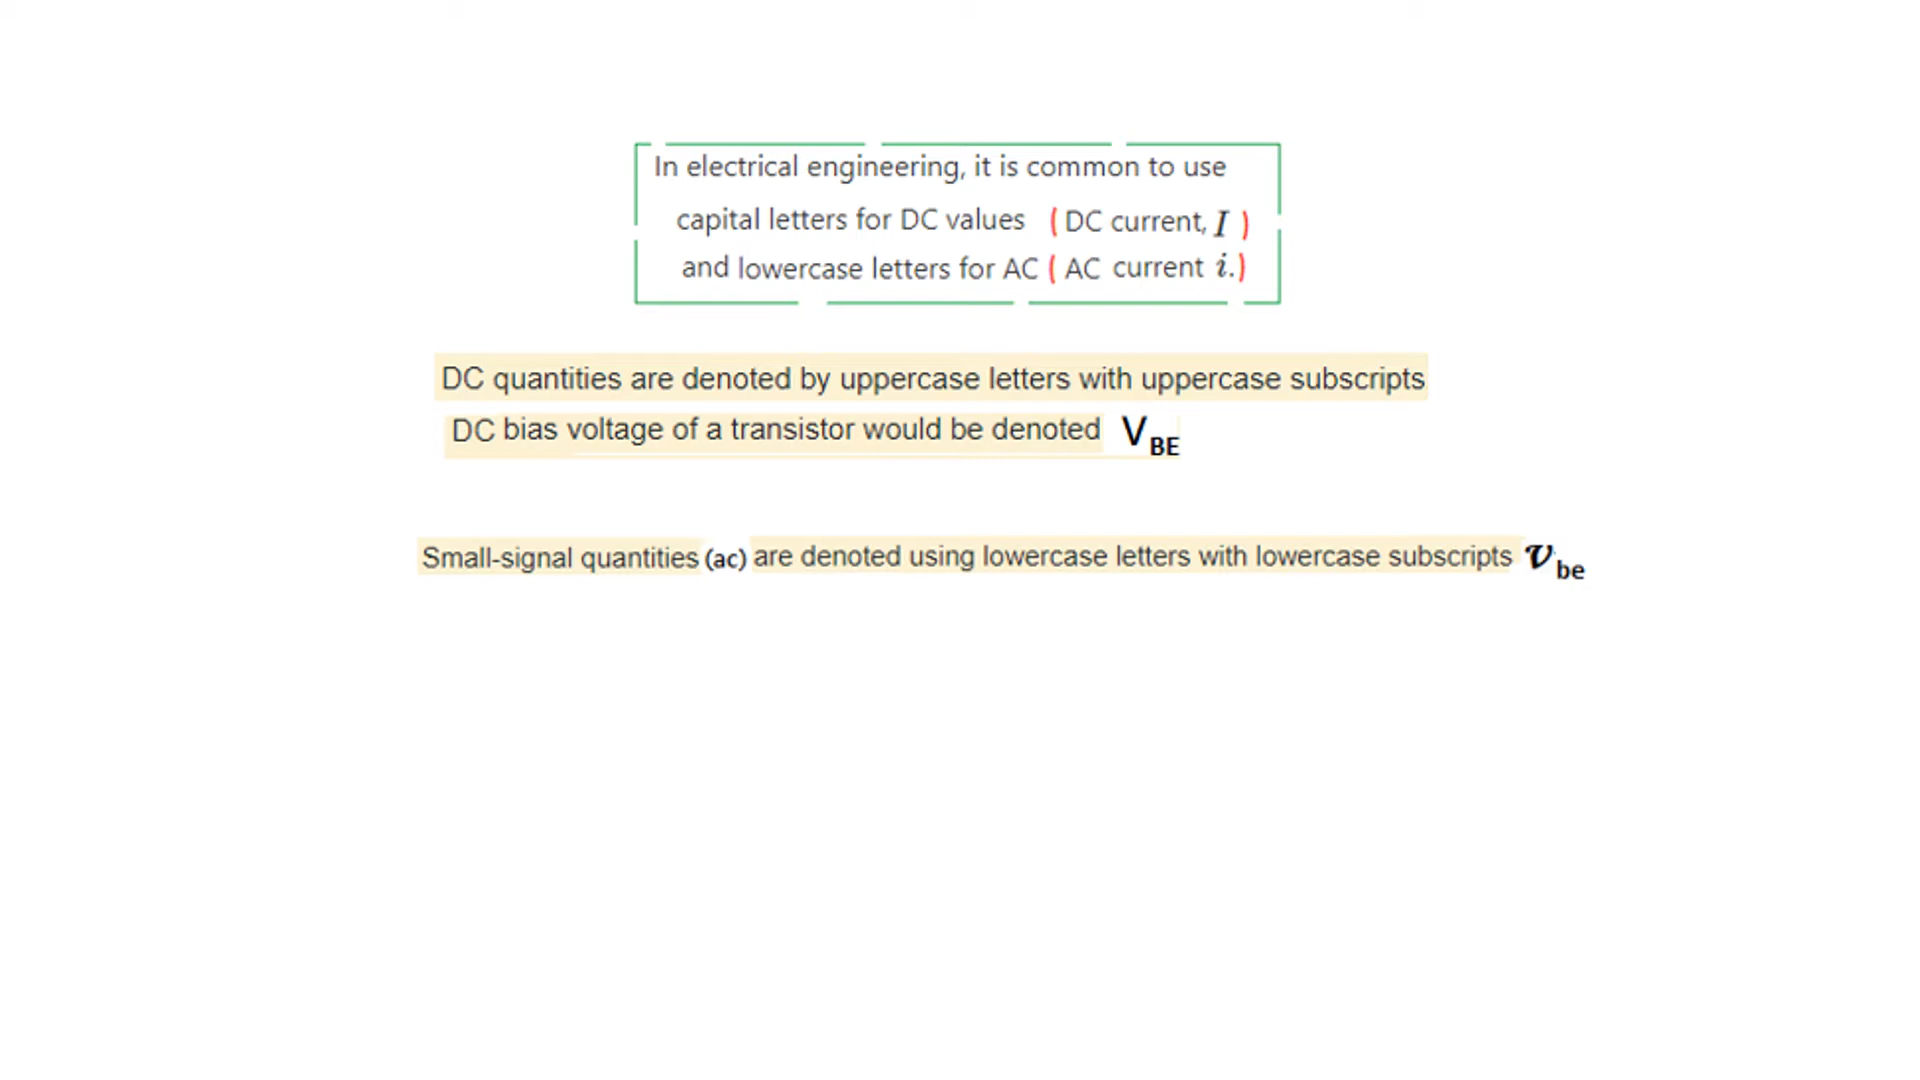 In electrical engineering, it is common to use
capital letters for DC values ( DC current, I )
and lowercase letters for AC ( AC current i.)
DC quantities are denoted by uppercase letters with uppercase subscripts
DC bias voltage of a transistor would be denoted V BE
Small-signal quantities (ac) are denoted using lowercase letters with lowercase subscripts v be